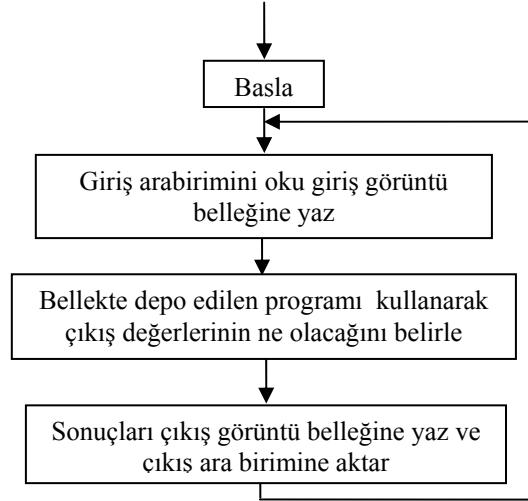 Basla
Giriş arabirimini oku giriş görüntü
belleğine yaz
Bellekte depo edilen programı kullanarak
çıkış değerlerinin ne olacağını belirle
Sonuçları çıkış görüntü belleğine yaz ve
çıkış ara birimine aktar